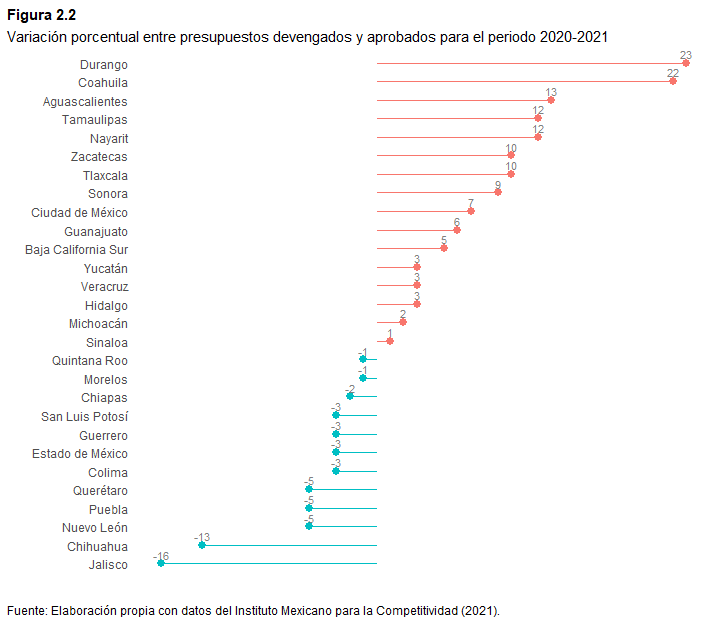 Figura 2.2
Variación porcentual entre presupuestos devengados y aprobados para el periodo 2020-2021
Durango 23
Coahuila 22
Aguascalientes 13
Tamaulipas 12
Nayarit 12
Zacatecas 10
Tlaxcala 10
Sonora 9
Ciudad de México 7
Guanajuato 6
Baja California Sur 5
Yucatán 3
Veracruz 3
Hidalgo 3
Michoacán 2
Sinaloa 1
Quintana Roo -1
Morelos -1
Chiapas -2
San Luis Potosí -3
Guerrero -3
Estado de México -3
Colima -3
Querétaro -5
Puebla -5
Nuevo León -5
Chihuahua -13
Jalisco -16
Fuente: Elaboración propia con datos del Instituto Mexicano para la Competitividad (2021).